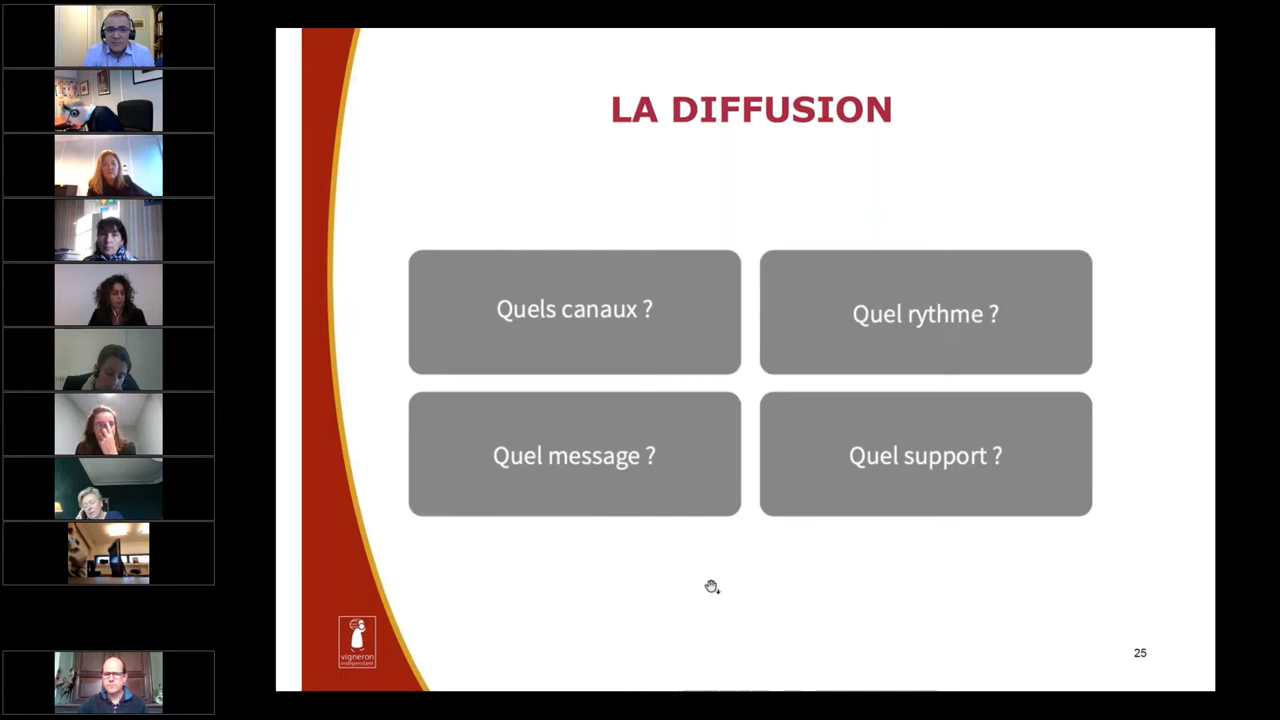 LA DIFFUSION
Quels canaux ?
Quel rythme ?
Quel message ?
Quel support ?
vigneron
indépendant
25